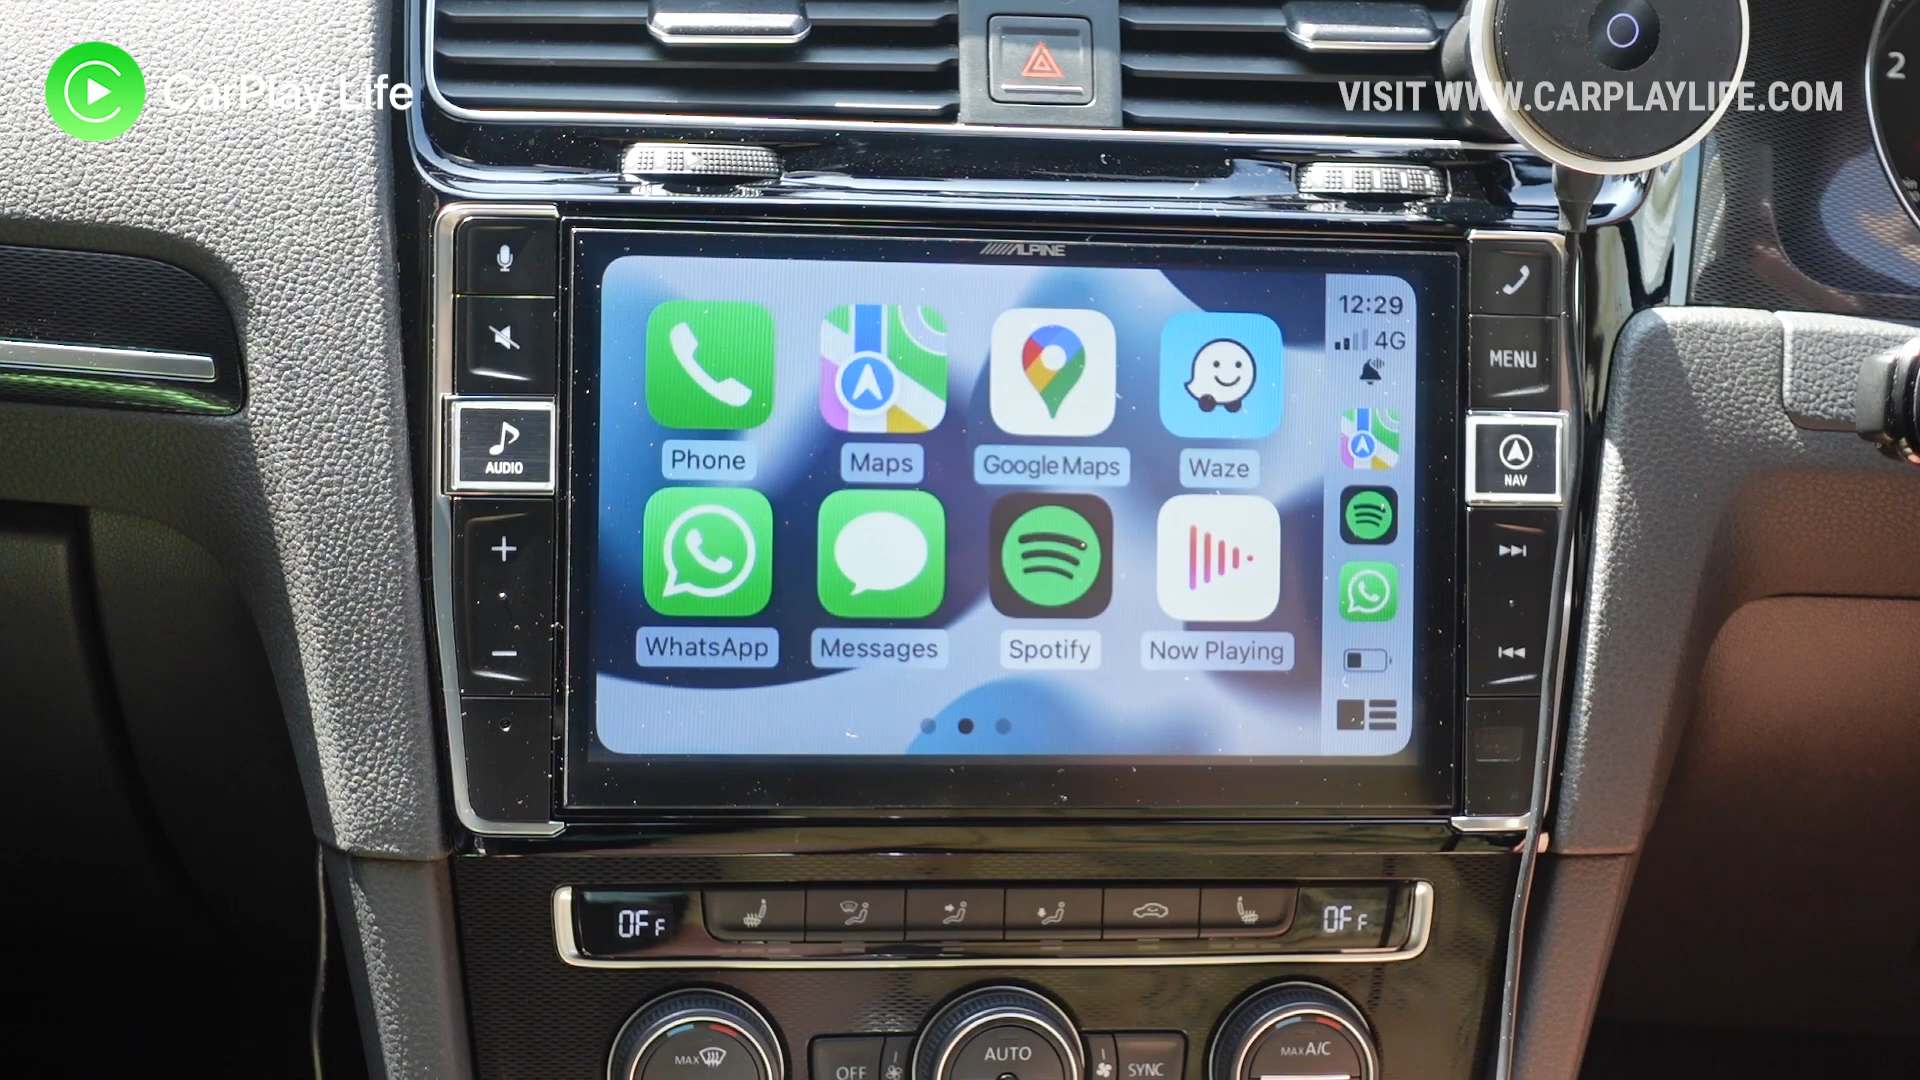 CarPlay Life
VISIT WWW.CARPLAYLIFE.COM
2
ALPINE
12:29
4G
MENU
Phone
Maps
Google Maps
Waze
AUDIO
NAV
WhatsApp
Messages
Spotify
Now Playing
OFF
OFF
MAX
AUTO
MAX A/C
OFF
SYNC